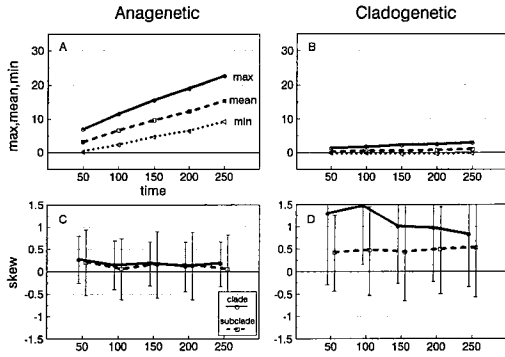 Anagenetic
Cladogenetic
A
B
max,mean,min
30
20
10
0
max
mean
min
30
20
10
0
50 100 150 200 250
time
50 100 150 200 250
C
D
skew
1.5
1
0.5
0
-0.5
-1
-1.5
clade
subclade
1.5
1
0.5
0
-0.5
-1
-1.5
50 100 150 200 250
50 100 150 200 250